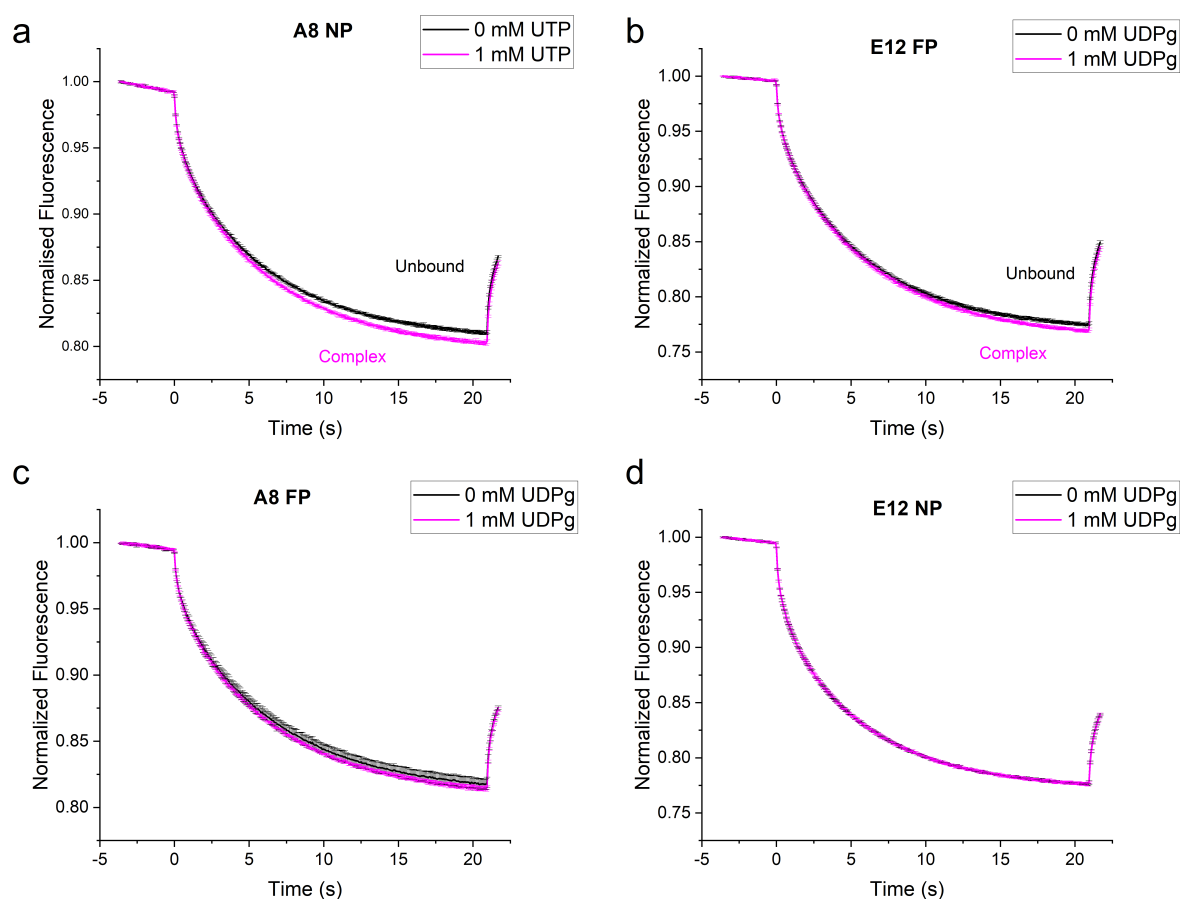 a
A8 NP
0 mM UTP
1 mM UTP
Normalised Fluorescence
1.00
0.95
0.90
0.85
0.80
Unbound
Complex
-5 0 5 10 15 20
Time (s)
b
E12 FP
0 mM UDPg
1 mM UDPg
Normalized Fluorescence
1.00
0.95
0.90
0.85
0.80
0.75
Unbound
Complex
-5 0 5 10 15 20
Time (s)
c
A8 FP
0 mM UDPg
1 mM UDPg
Normalized Fluorescence
1.00
0.95
0.90
0.85
0.80
-5 0 5 10 15 20
Time (s)
d
E12 NP
0 mM UDPg
1 mM UDPg
Normalized Fluorescence
1.00
0.95
0.90
0.85
0.80
0.75
-5 0 5 10 15 20
Time (s)